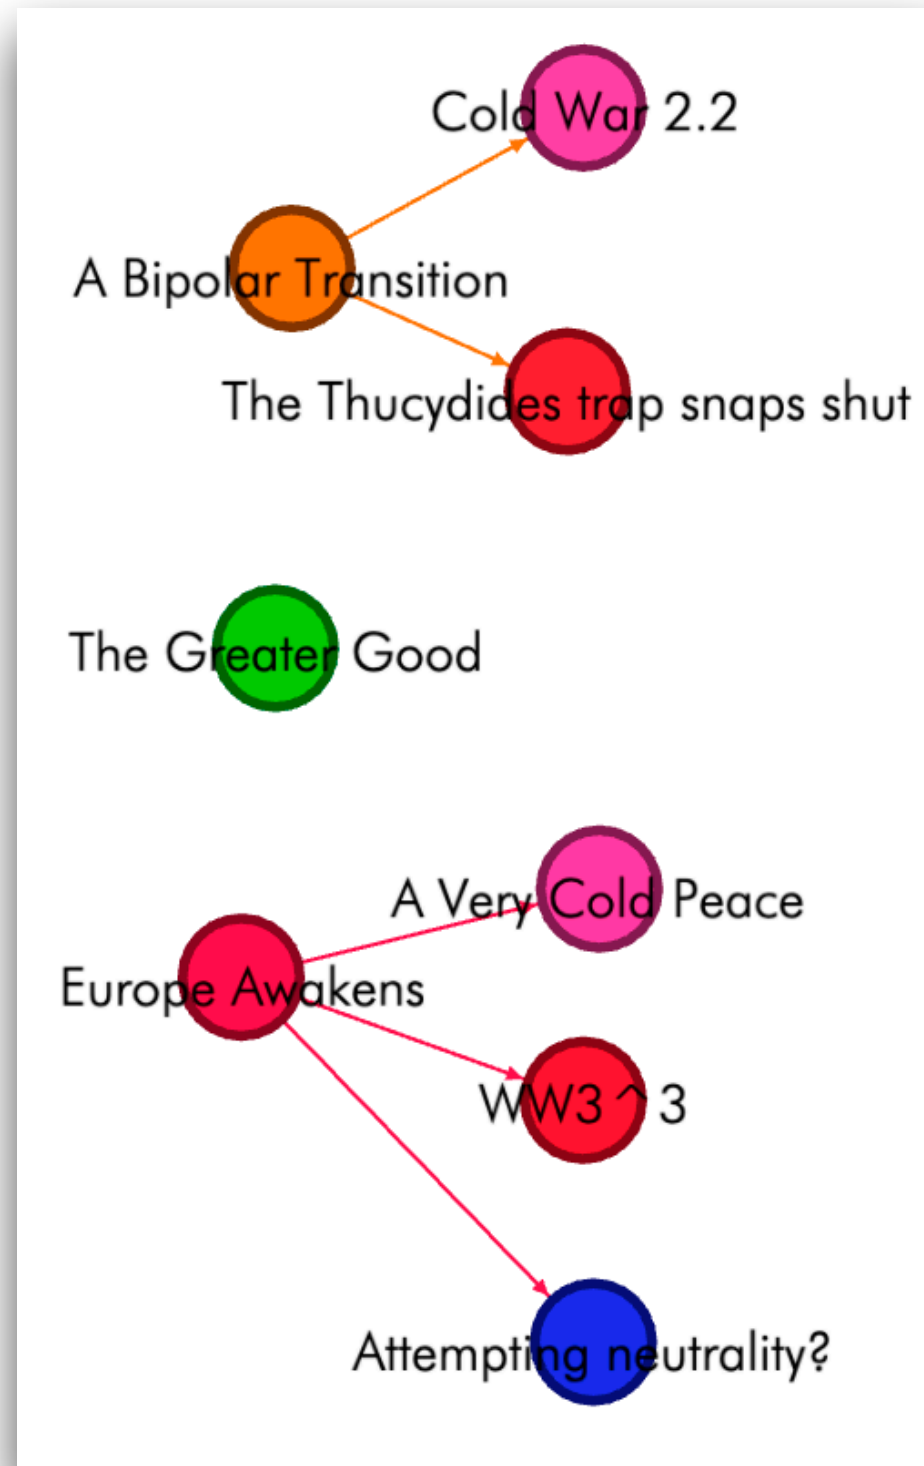 Cold War 2.2
A Bipolar Transition
The Thucydides trap snaps shut
The Greater Good
A Very Cold Peace
Europe Awakens
WW3^3
Attempting neutrality?